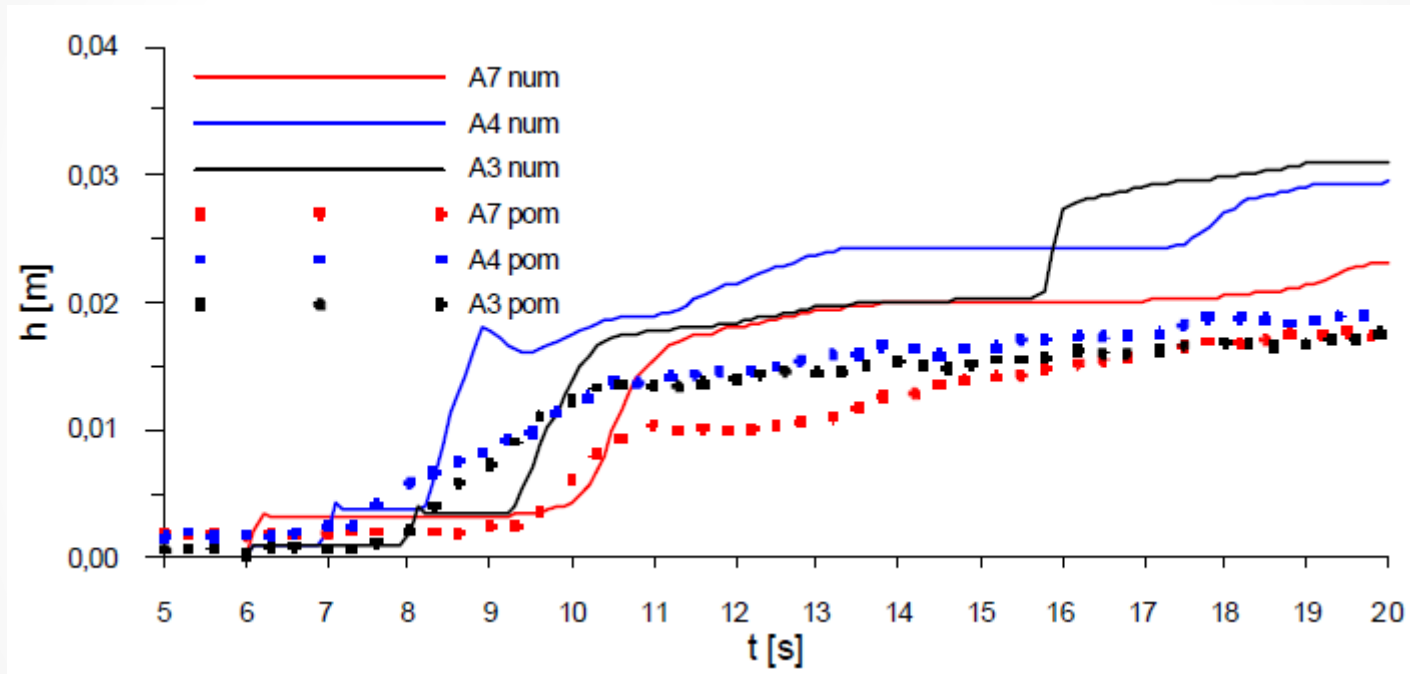 0,04
0,03
0,02
0,01
0,00
h [m]
A7 num
A4 num
A3 num
A7 pom
A4 pom
A3 pom
5 6 7 8 9 10 11 12 13 14 15 16 17 18 19 20
t [s]